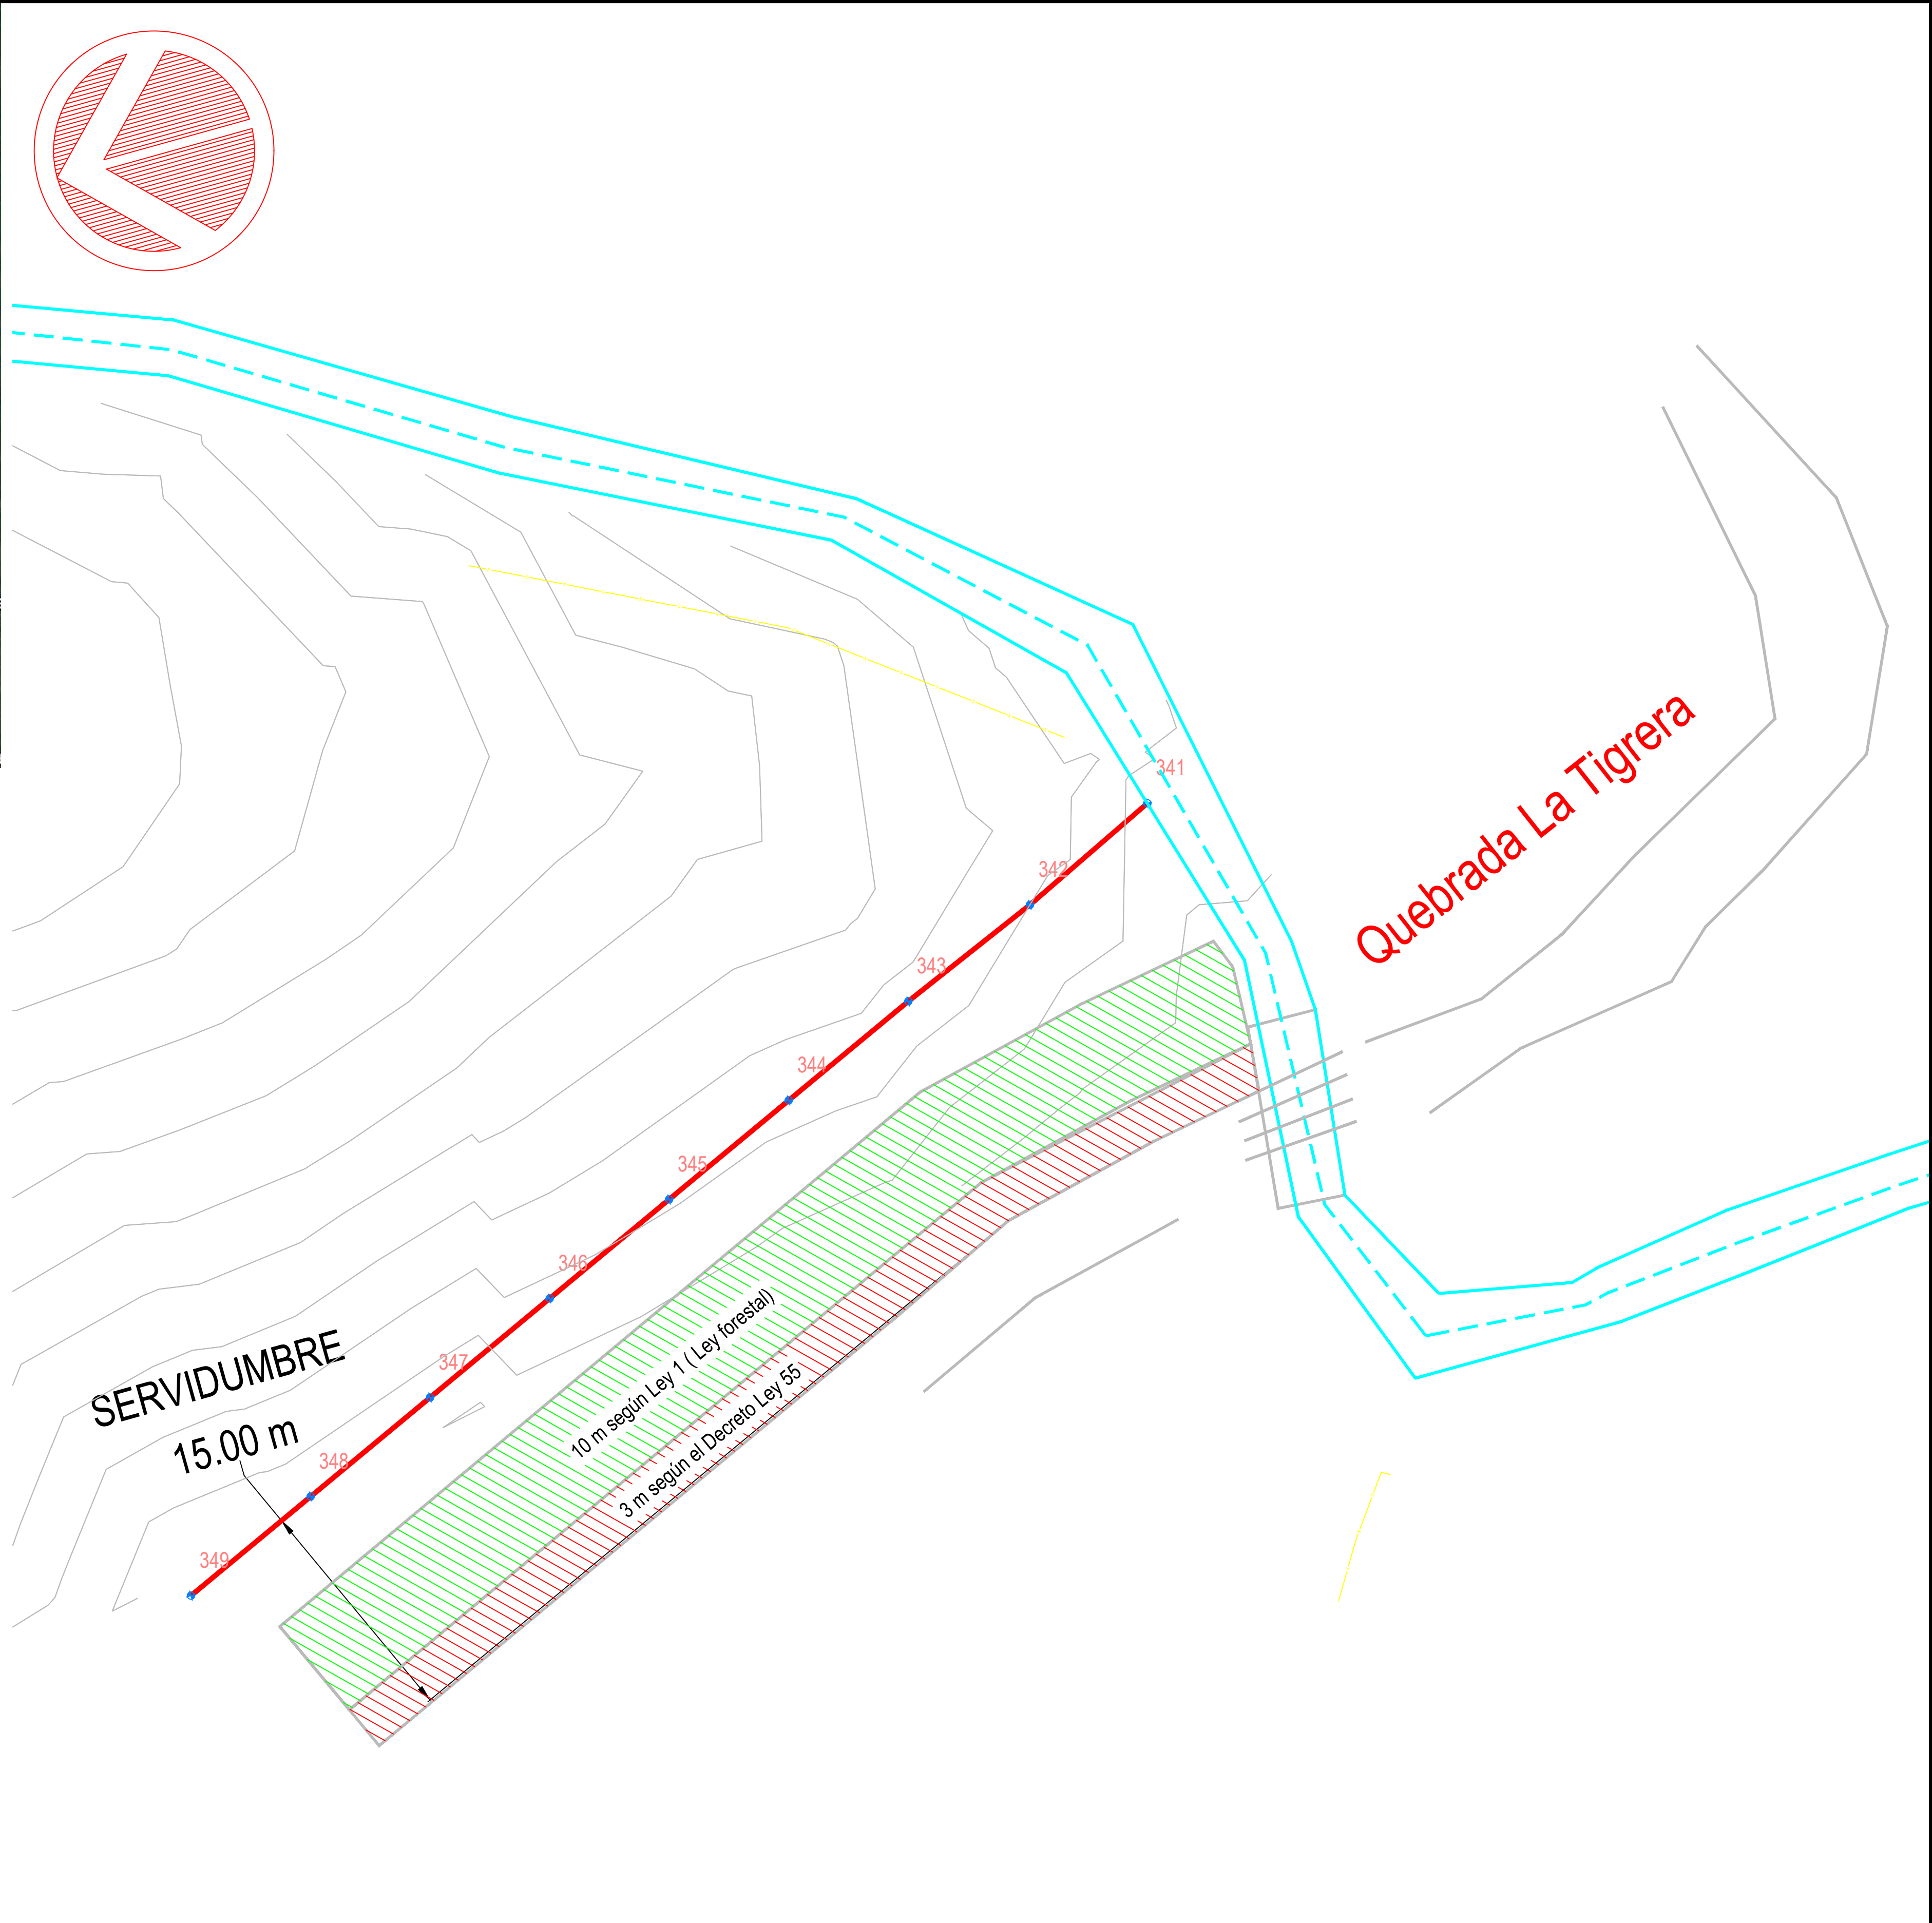 341
Quebrada La Tigrera
342
343
344
345
346
10 m según Ley 1 ( Ley forestal)
3 m según el Decreto Ley 55
347
SERVIDUMBRE
15.00 m
348
349